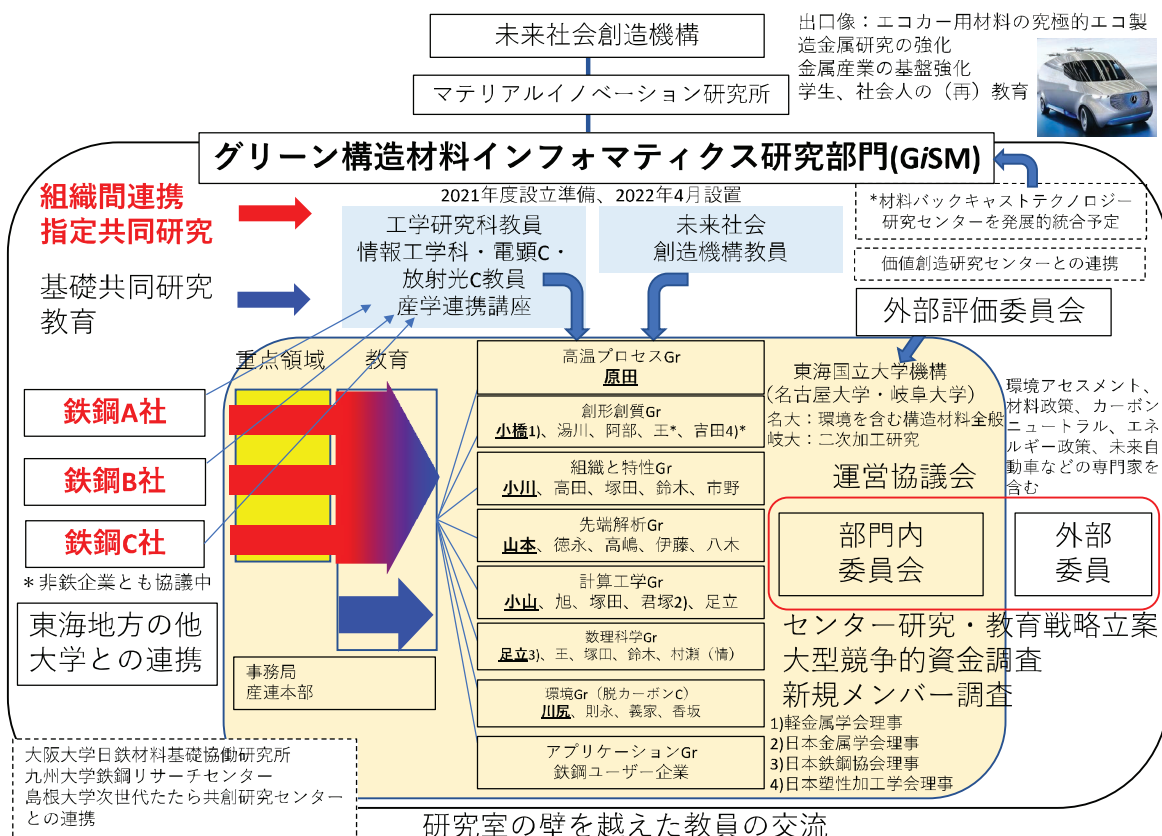 未来社会創造機構
マテリアルイノベーション研究所
出口像：エコカー用材料の究極的エコ製
造金属研究の強化
金属産業の基盤強化
学生、社会人の（再）教育
グリーン構造材料インフォマティクス研究部門(GiSM)
2021年度設立準備、2022年4月設置
組織間連携
指定共同研究
基礎共同研究
教育
工学研究科教員
情報工学科・電顕C・
放射光C教員
産学連携講座
未来社会
創造機構教員
*材料バックキャストテクノロジー
研究センターを発展的統合予定
価値創造研究センターとの連携
外部評価委員会
鉄鋼A社
鉄鋼B社
鉄鋼C社
＊非鉄企業とも協議中
東海地方の他
大学との連携
重点領域
教育
事務局
産連本部
高温プロセスGr
原田
創形創質Gr
小橋1)、湯川、阿部、王*、吉田4)*
組織と特性Gr
小川、高田、塚田、鈴木、市野
先端解析Gr
山本、徳永、高嶋、伊藤、八木
計算工学Gr
小山、旭、塚田、君塚2)、足立
数理科学Gr
足立3)、王、塚田、鈴木、村瀬（情）
環境Gr（脱カーボンC）
川尻、則永、義家、香坂
アプリケーションGr
鉄鋼ユーザー企業
東海国立大学機構
(名古屋大学・岐阜大学)
名大：環境を含む構造材料全般
岐大：二次加工研究
運営協議会
部門内
委員会
外部
委員
環境アセスメント、
材料政策、カーボン
ニュートラル、エネ
ルギー政策、未来自
動車などの専門家を
含む
センター研究・教育戦略立案
大型競争的資金調査
新規メンバー調査
1)軽金属学会理事
2)日本金属学会理事
3)日本鉄鋼協会理事
4)日本塑性加工学会理事
大阪大学日鉄材料基礎協働研究所
九州大学鉄鋼リサーチセンター
島根大学次世代たたら共創研究センター
との連携
研究室の壁を越えた教員の交流